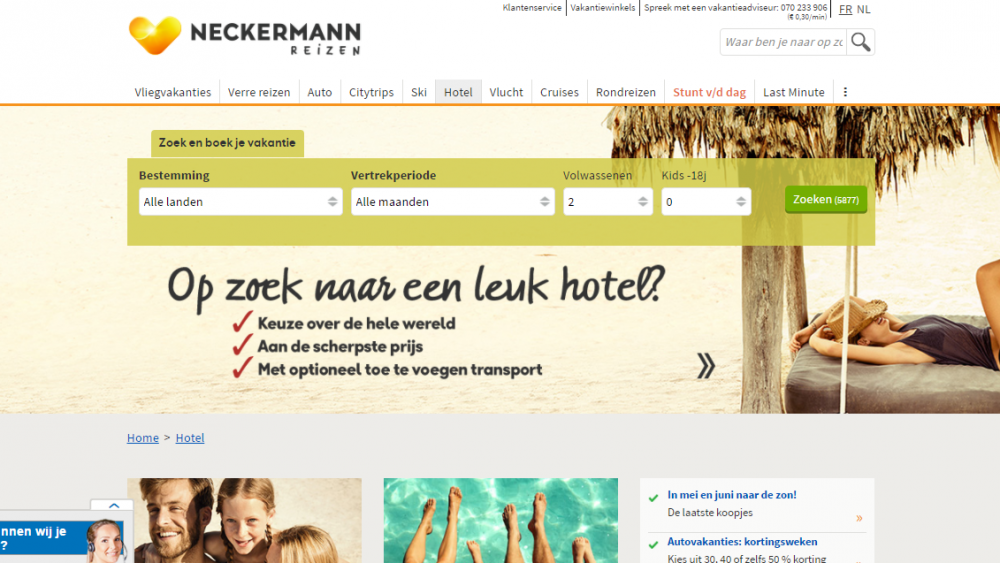 Klantenservice
Vakantiewinkels
Spreek met een vakantieadviseur: 070 233 906
(€ 0,30/min)
FR NL
NECKERMANN
REIZEN
Waar ben je naar op zo
Vliegvakanties
Verre reizen
Auto
Citytrips
Ski
Hotel
Vlucht
Cruises
Rondreizen
Stunt v/d dag
Last Minute
Zoek en boek je vakantie
Bestemming
Vertrekperiode
Volwassenen
Kids -18j
Alle landen
Alle maanden
2
0
Zoeken (5877)
Op zoek naar een leuk hotel?
Keuze over de hele wereld
Aan de scherpste prijs
Met optioneel toe te voegen transport
Home > Hotel
In mei en juni naar de zon!
De laatste koopjes
»
Autovakanties: kortingsweken
Kies uit 30, 40 of zelfs 50 % korting
nnen wij je
?